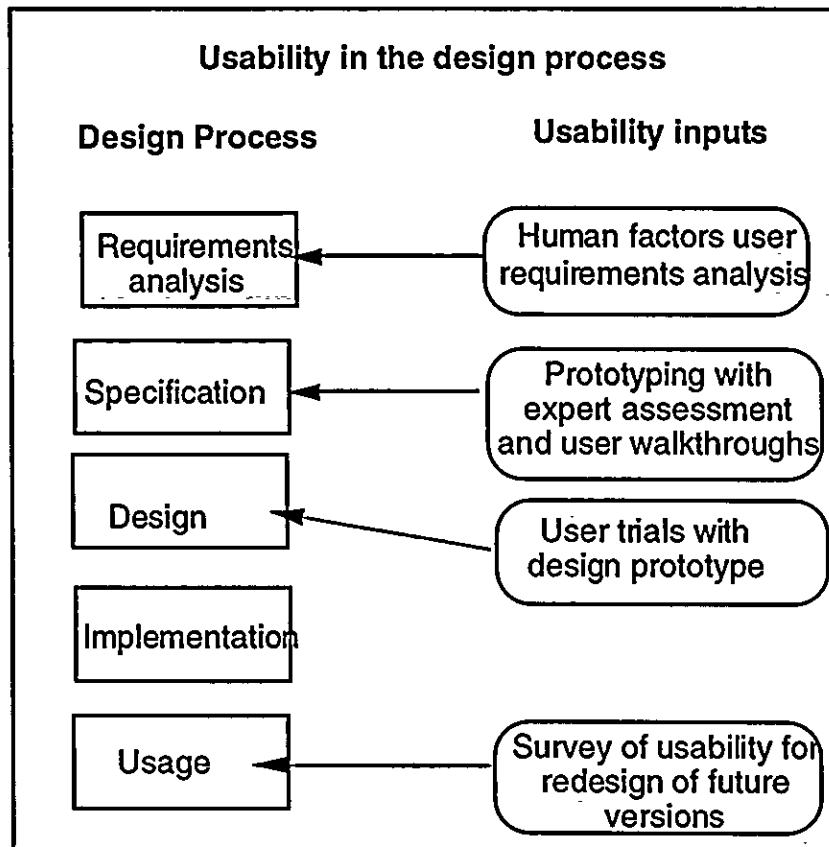 Usability in the design process
Design Process
Usability inputs
Requirements
analysis
Human factors user
requirements analysis
Specification
Prototyping with
expert assessment
and user walkthroughs
Design
User trials with
design prototype
Implementation
Usage
Survey of usability for
redesign of future
versions